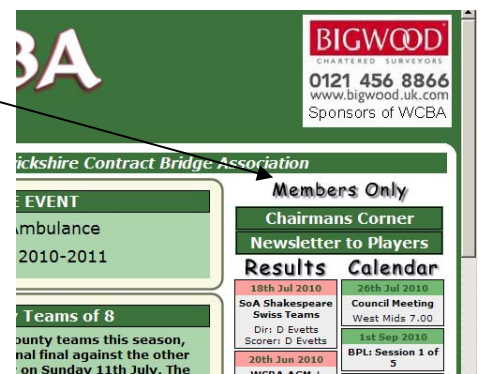 BA
BIGWOOD
CHARTERED SURVEYORS
0121 456 8866
www.bigwood.uk.com
Sponsors of WCBA
ickshire Contract Bridge Association
Members Only
Chairmans Corner
Newsletter to Players
EVENT
Ambulance
2010-2011
Teams of 8
ounty teams this season,
nal final against the other
on Sunday 11th July. The
Results
18th Jul 2010
SoA Shakespeare
Swiss Teams
Dir: D Evetts
Scorer: D Evetts
20th Jun 2010
WCBA AGM
Calendar
26th Jul 2010
Council Meeting
West Mids 7.00
1st Sep 2010
BPL: Session 1 of
5